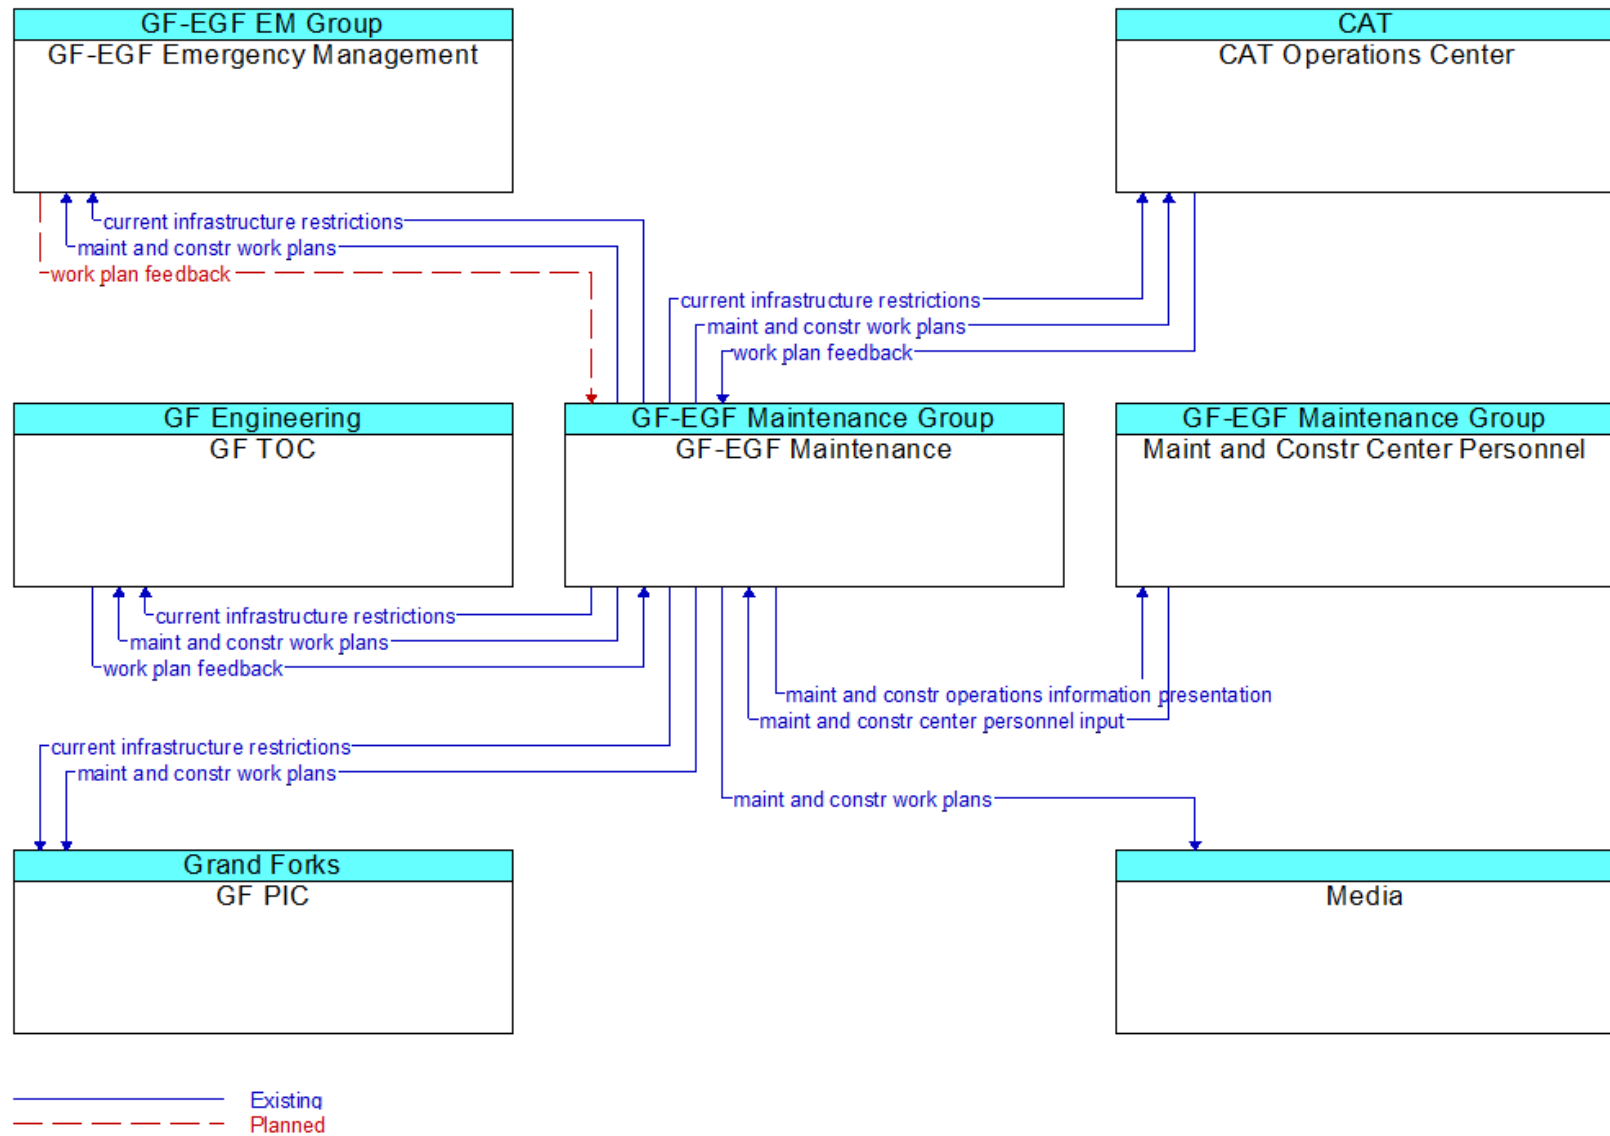 GF-EGF EM Group
GF-EGF Emergency Management
CAT
CAT Operations Center
current infrastructure restrictions
maint and constr work plans
work plan feedback
current infrastructure restrictions
maint and constr work plans
work plan feedback
GF Engineering
GF TOC
GF-EGF Maintenance Group
GF-EGF Maintenance
GF-EGF Maintenance Group
Maint and Constr Center Personnel
current infrastructure restrictions
maint and constr work plans
work plan feedback
maint and constr operations information presentation
maint and constr center personnel input
current infrastructure restrictions
maint and constr work plans
maint and constr work plans
Grand Forks
GF PIC
Media
Existing
Planned